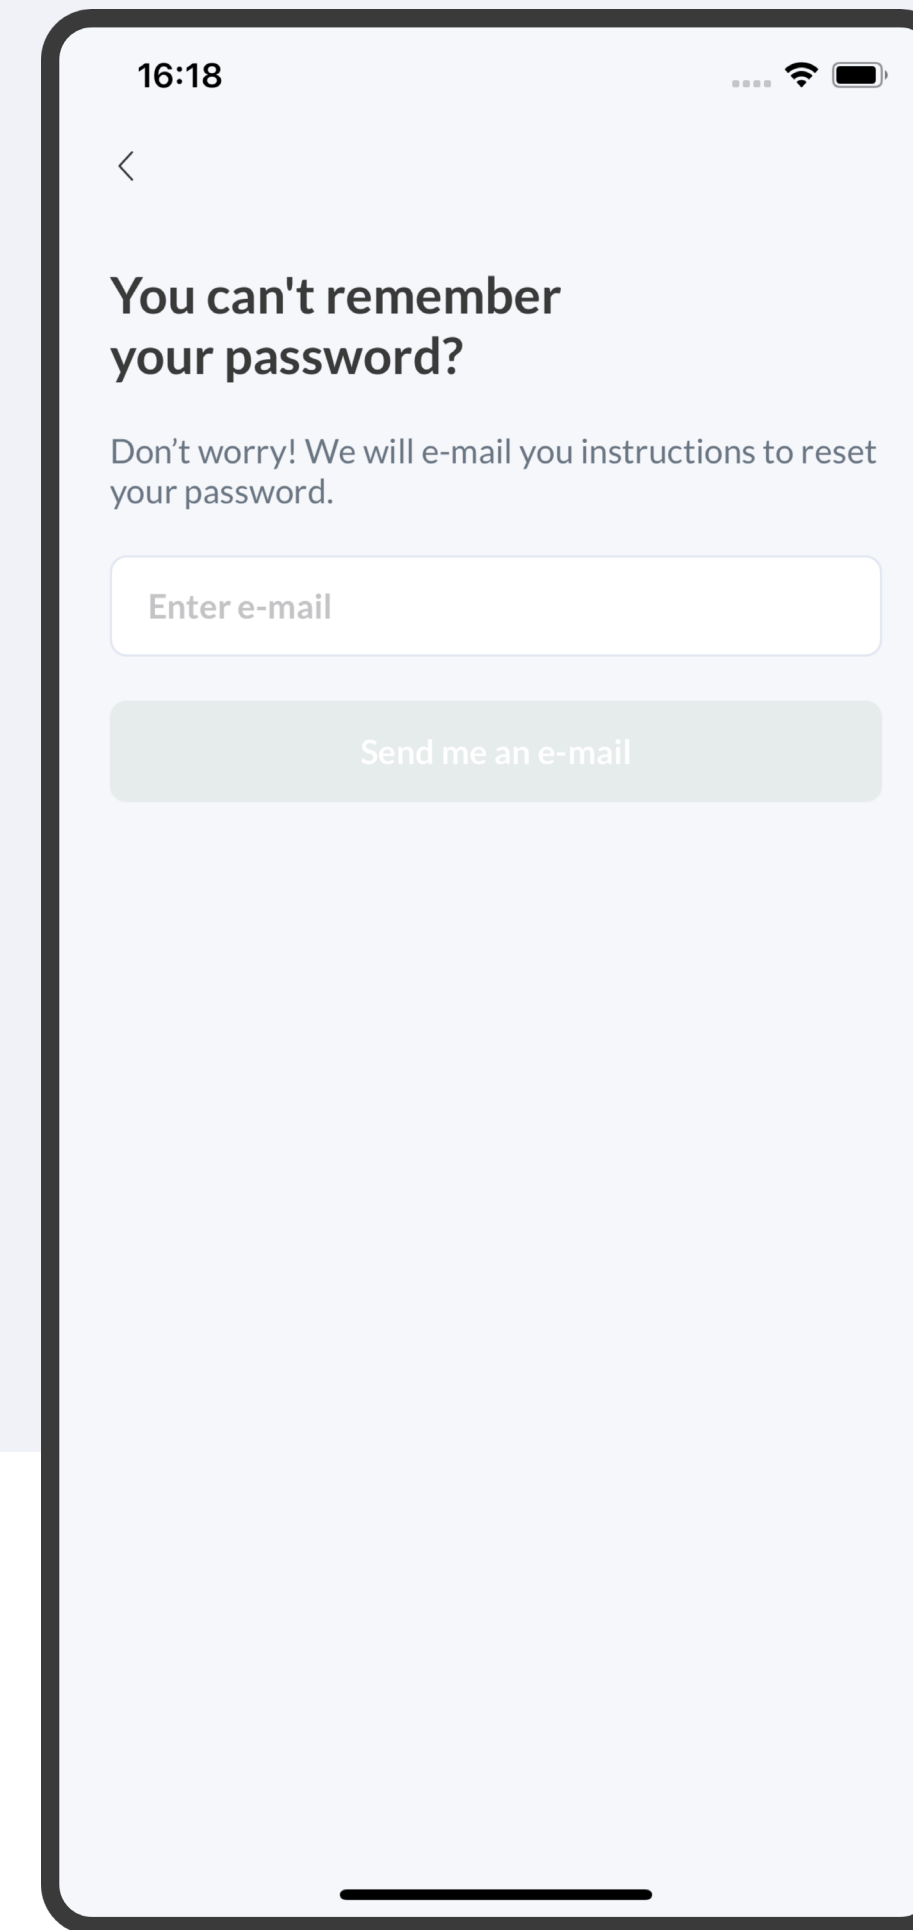 16:18
You can't remember
your password?
Don’t worry! We will e-mail you instructions to reset
your password.
Enter e-mail
Send me an e-mail